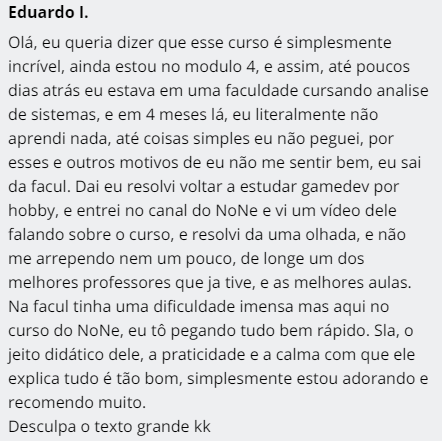 Eduardo I.
Olá, eu queria dizer que esse curso é simplesmente
incrível, ainda estou no modulo 4, e assim, até poucos
dias atrás eu estava em uma faculdade cursando analise
de sistemas, e em 4 meses lá, eu literalmente não
aprendi nada, até coisas simples eu não peguei, por
esses e outros motivos de eu não me sentir bem, eu sai
da facul. Dai eu resolvi voltar a estudar gamedev por
hobby, e entrei no canal do NoNe e vi um vídeo dele
falando sobre o curso, e resolvi da uma olhada, e não
me arrependo nem um pouco, de longe um dos
melhores professores que ja tive, e as melhores aulas.
Na facul tinha uma dificuldade imensa mas aqui no
curso do NoNe, eu tô pegando tudo bem rápido. Sla, o
jeito didático dele, a praticidade e a calma com que ele
explica tudo é tão bom, simplesmente estou adorando e
recomendo muito.
Desculpa o texto grande kk